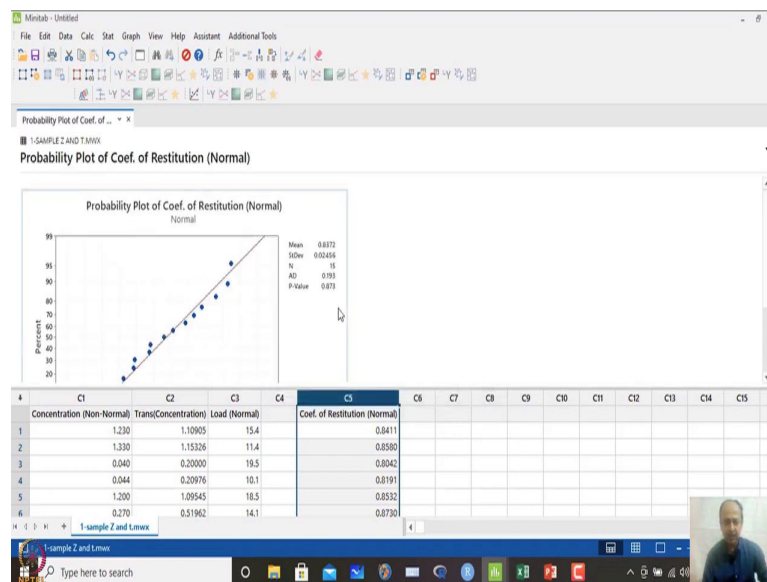 Minitab - Untitled
File Edit Data Calc Stat Graph View Help Assistant Additional Tools
Probability Plot of Coef. of ...
1-SAMPLE Z AND T.MWX
Probability Plot of Coef. of Restitution (Normal)
Probability Plot of Coef. of Restitution (Normal)
Normal
99
95
90
80
70
60
50
40
30
20
Percent
Mean 0.8372
StDev 0.02456
N 15
AD 0.193
P-Value 0.873
C1 C2 C3 C4 C5 C6 C7 C8 C9 C10 C11 C12 C13 C14 C15
Concentration (Non-Normal) Trans(Concentration) Load (Normal) Coef. of Restitution (Normal)
1 1.230 1.10905 15.4 0.8411
2 1.330 1.15326 11.4 0.8580
3 0.040 0.20000 19.5 0.8042
4 0.044 0.20976 10.1 0.8191
5 1.200 1.09545 18.5 0.8532
6 0.270 0.51962 14.1 0.8730
1-sample Z and t.mwx
1-sample Z and t.mwx
NPTEL
Type here to search